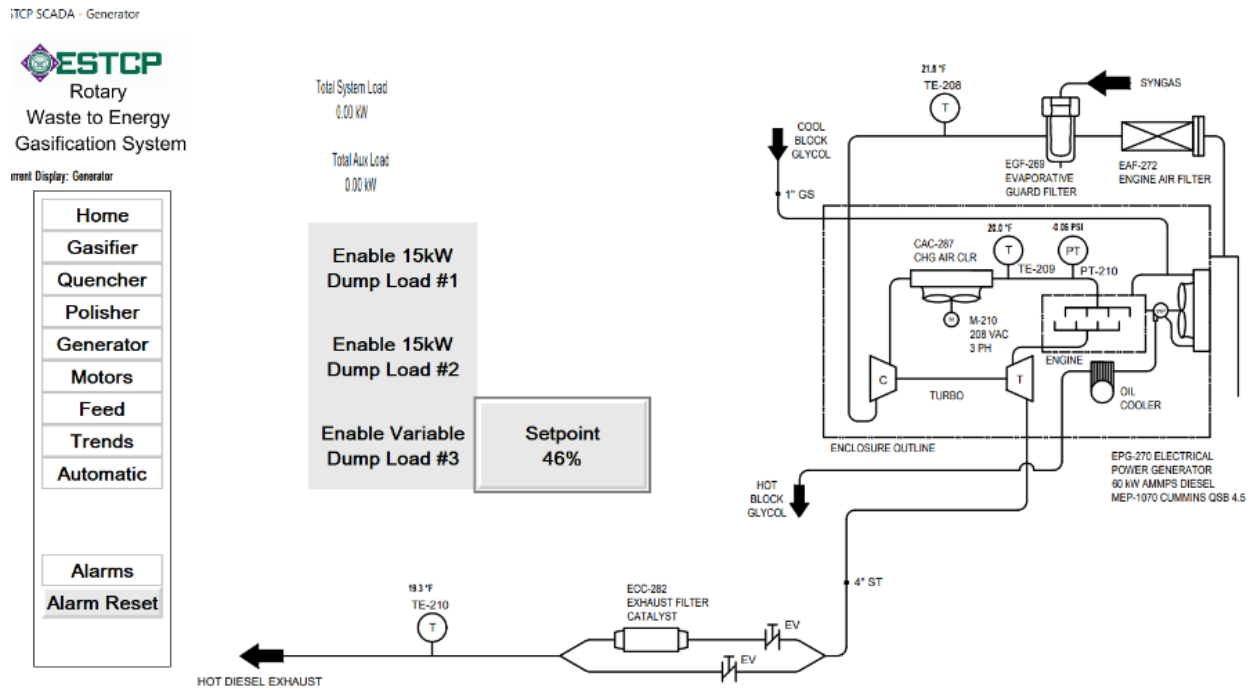 STCP SCADA - Generator
ESTCP
Rotary
Waste to Energy
Gasification System
urrent Display: Generator
Home
Gasifier
Quencher
Polisher
Generator
Motors
Feed
Trends
Automatic
Alarms
Alarm Reset
Total System Load
0.00 kW
Total Aux Load
0.00 kW
Enable 15kW
Dump Load #1
Enable 15kW
Dump Load #2
Enable Variable
Dump Load #3
Setpoint
46%
21.8 °F
TE-208
T
SYNGAS
COOL
BLOCK
GLYCOL
EGF-269
EVAPORATIVE
GUARD FILTER
EAF-272
ENGINE AIR FILTER
1" GS
20.0 °F
T
TE-209
-0.06 PSI
PT
PT-210
CAC-287
CHG AIR CLR
M
M-210
208 VAC
3 PH
ENGINE
C
TURBO
T
OIL
COOLER
ENCLOSURE OUTLINE
EPG-270 ELECTRICAL
POWER GENERATOR
60 kW AMMPS DIESEL
MEP-1070 CUMMINS QSB 4.5
HOT
BLOCK
GLYCOL
4" ST
19.3 °F
TE-210
T
ECC-282
EXHAUST FILTER
CATALYST
EV
EV
HOT DIESEL EXHAUST